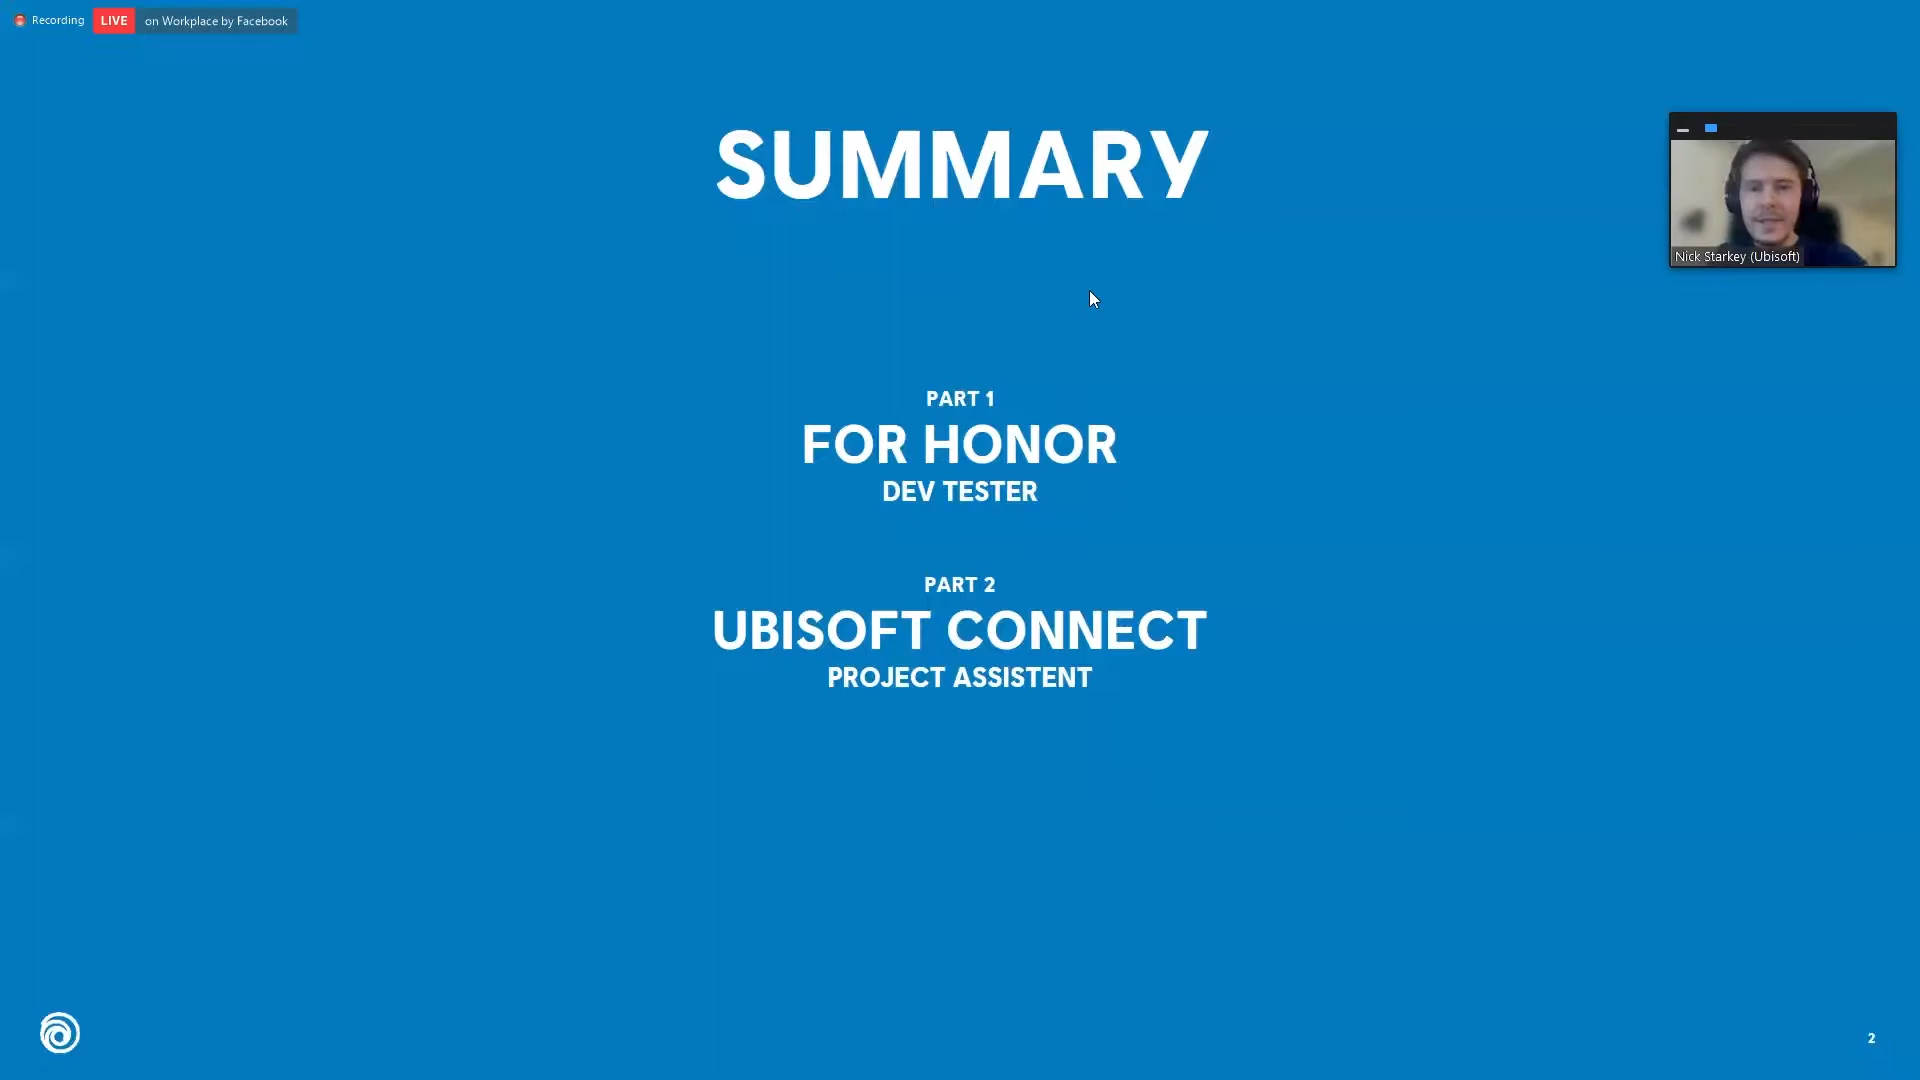 Recording LIVE on Workplace by Facebook
SUMMARY
Nick Starkey (Ubisoft)
PART 1
FOR HONOR
DEV TESTER
PART 2
UBISOFT CONNECT
PROJECT ASSISTENT
2